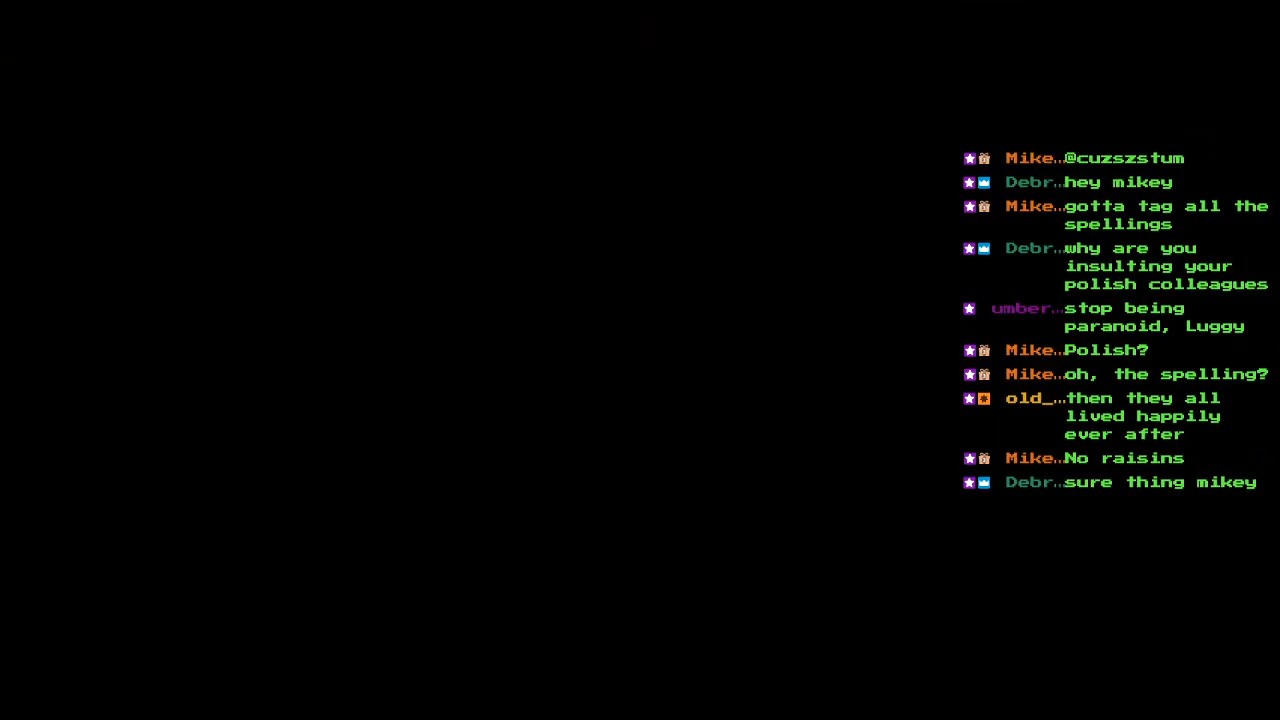 Mike…@cuzszstum
Debr…hey mikey
Mike…gotta tag all the
spellings
Debr…why are you
insulting your
polish colleagues
umber…stop being
paranoid, Luggy
Mike…Polish?
Mike…oh, the spelling?
old_…then they all
lived happily
ever after
Mike…No raisins
Debr…sure thing mikey